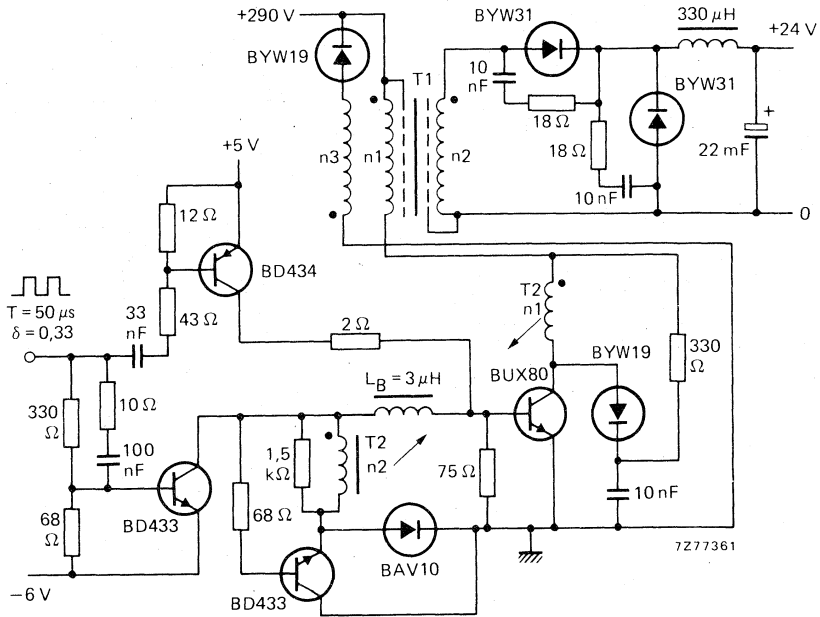 +290 V
BYW19
BYW31
330 µH
+24 V
T1
10
nF
BYW31
18 Ω
18
Ω
+
22 mF
n3
n1
n2
10nF
0
+5 V
12 Ω
BD434
T = 50 µs
δ = 0,33
33
nF
43 Ω
2 Ω
T2
n1
BYW19
330
Ω
BUX80
L_B = 3 µH
330
Ω
10 Ω
100
nF
1,5
kΩ
T2
n2
75 Ω
10 nF
68
Ω
BD433
68 Ω
BAV10
7Z77361
BD433
−6 V